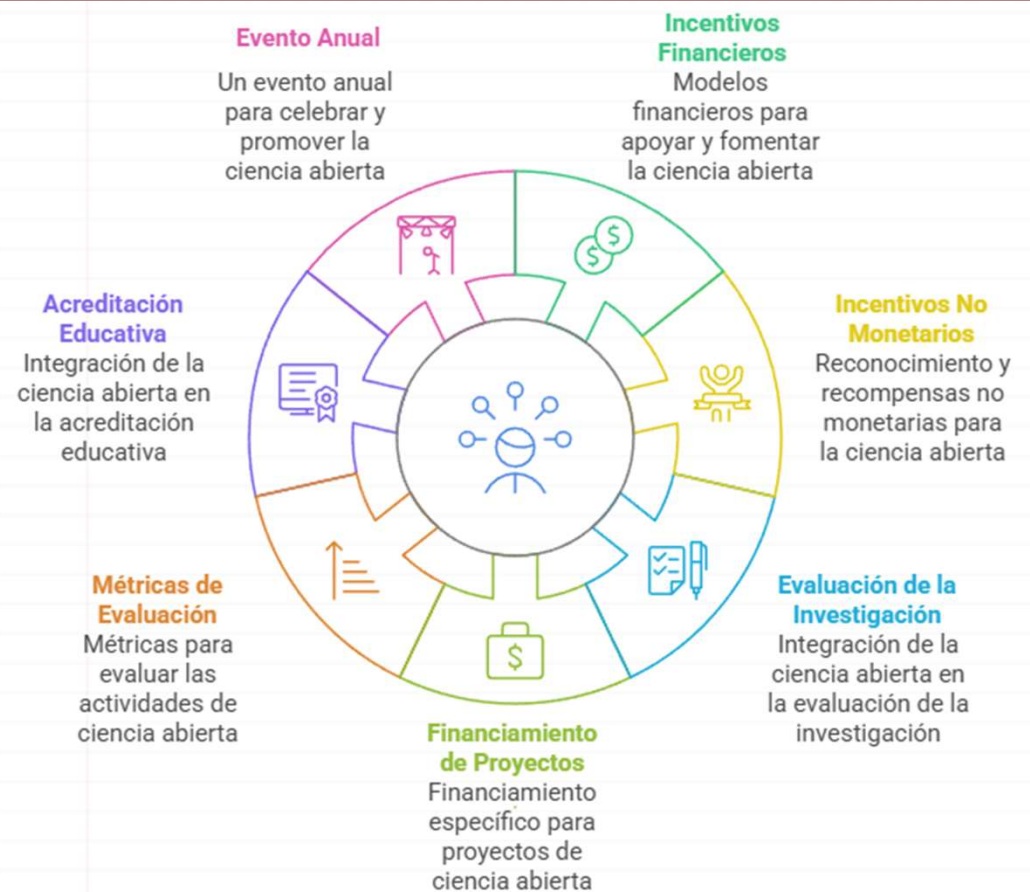 Evento Anual
Un evento anual
para celebrar y
promover la
ciencia abierta
Incentivos
Financieros
Modelos
financieros para
apoyar y fomentar
la ciencia abierta
Acreditación
Educativa
Integración de la
ciencia abierta en
la acreditación
educativa
Incentivos No
Monetarios
Reconocimiento y
recompensas no
monetarias para
la ciencia abierta
Métricas de
Evaluación
Métricas para
evaluar las
actividades de
ciencia abierta
Evaluación de la
Investigación
Integración de la
ciencia abierta en
la evaluación de la
investigación
Financiamiento
de Proyectos
Financiamiento
específico para
proyectos de
ciencia abierta